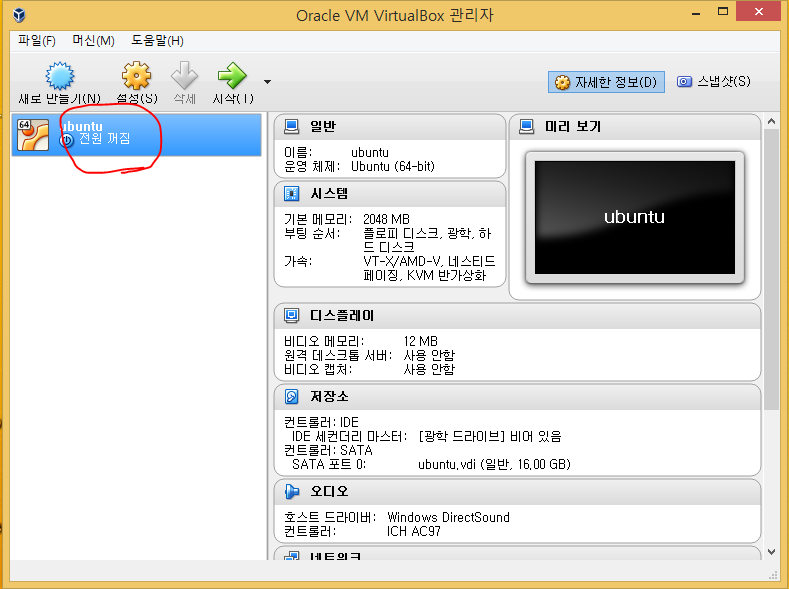 Oracle VM VirtualBox 관리자
파일(F) 머신(M) 도움말(H)
새로 만들기(N) 설정(S) 삭제 시작(T) 자세한 정보(D) 스냅샷(S)
64 ubuntu
전원 꺼짐
일반
이름: ubuntu
운영 체제: Ubuntu (64-bit)
미리 보기
ubuntu
시스템
기본 메모리: 2048 MB
부팅 순서: 플로피 디스크, 광학, 하
드 디스크
가속: VT-X/AMD-V, 네스티드
페이징, KVM 반가상화
디스플레이
비디오 메모리: 12 MB
원격 데스크톱 서버: 사용 안함
비디오 캡처: 사용 안함
저장소
컨트롤러: IDE
IDE 세컨더리 마스터: [광학 드라이브] 비어 있음
컨트롤러: SATA
SATA 포트 0: ubuntu.vdi (일반, 16.00 GB)
오디오
호스트 드라이버: Windows DirectSound
컨트롤러: ICH AC97
네트워크